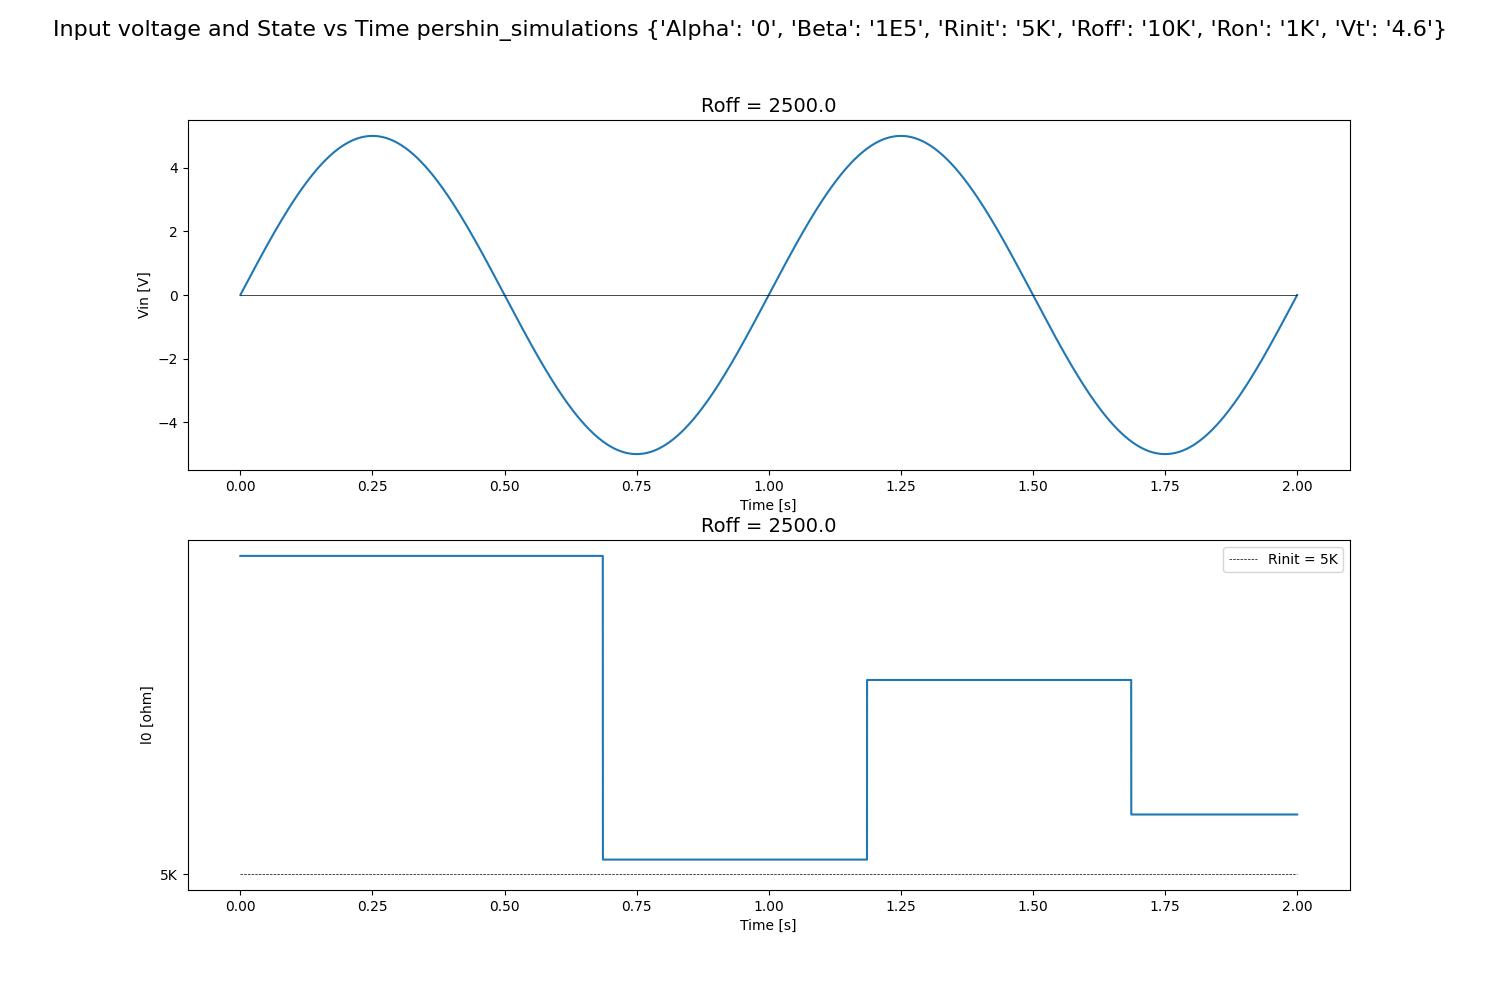 Input voltage and State vs Time pershin_simulations {'Alpha': '0', 'Beta': '1E5', 'Rinit': '5K', 'Roff': '10K', 'Ron': '1K', 'Vt': '4.6'}
Roff = 2500.0
4
2
0
−2
−4
Vin [V]
0.00 0.25 0.50 0.75 1.00 1.25 1.50 1.75 2.00
Time [s]
Roff = 2500.0
Rinit = 5K
l0 [ohm]
5K
0.00 0.25 0.50 0.75 1.00 1.25 1.50 1.75 2.00
Time [s]